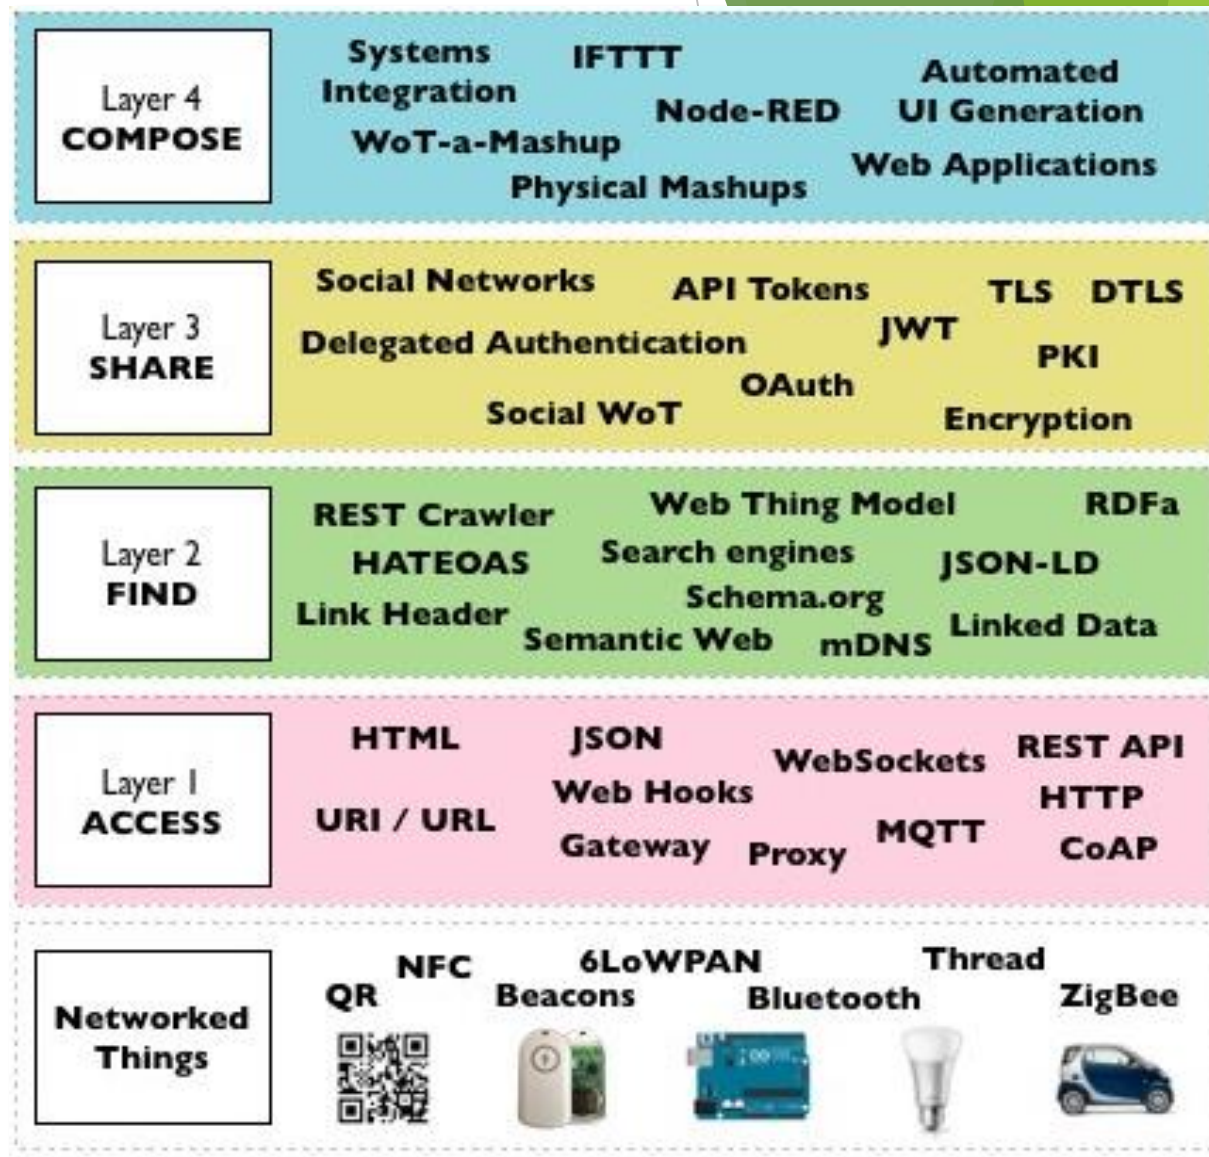 Layer 4
COMPOSE
Systems
Integration
IFTTT
Automated
UI Generation
Node-RED
WoT-a-Mashup
Web Applications
Physical Mashups
Layer 3
SHARE
Social Networks
API Tokens
TLS
DTLS
JWT
Delegated Authentication
PKI
OAuth
Social WoT
Encryption
Layer 2
FIND
REST Crawler
Web Thing Model
RDFa
HATEOAS
Search engines
JSON-LD
Schema.org
Link Header
Semantic Web
mDNS
Linked Data
Layer 1
ACCESS
HTML
JSON
WebSockets
REST API
Web Hooks
HTTP
URI / URL
Gateway
Proxy
MQTT
CoAP
Networked
Things
NFC
6LoWPAN
Thread
QR
Beacons
Bluetooth
ZigBee